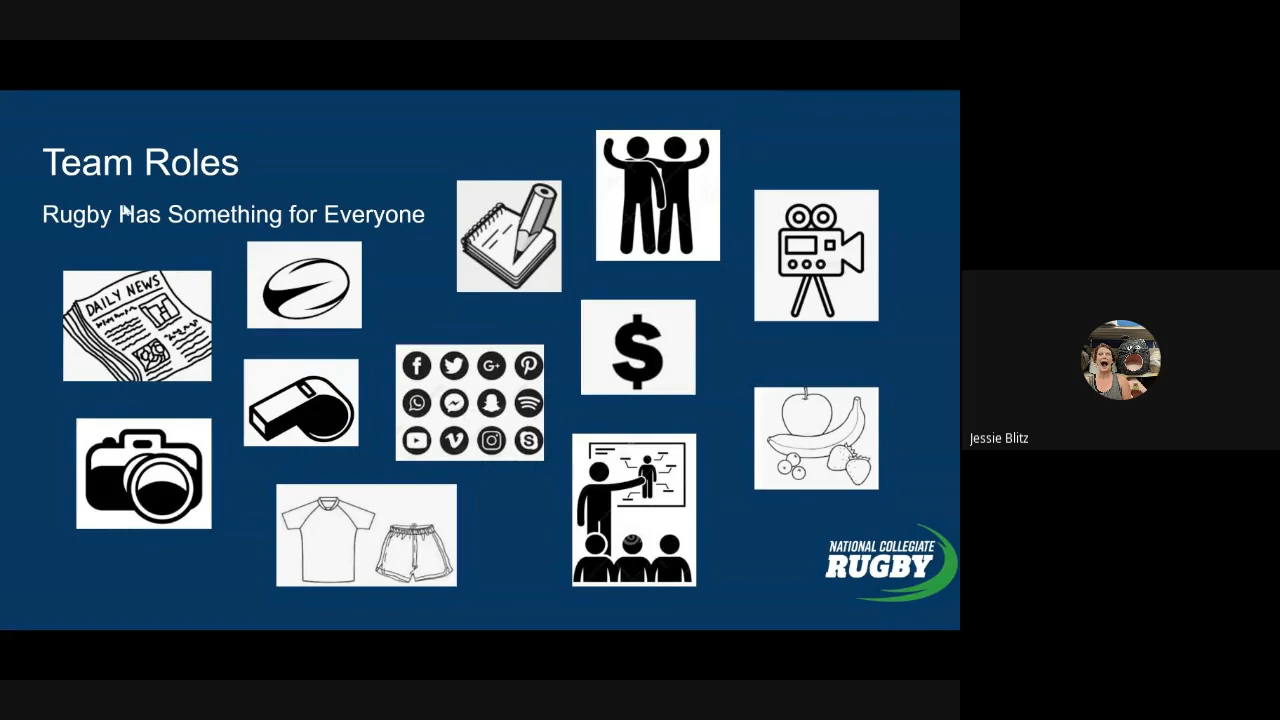 Team Roles
Rugby Has Something for Everyone
DAILY NEWS
$
G+
NATIONAL COLLEGIATE
RUGBY
Jessie Blitz